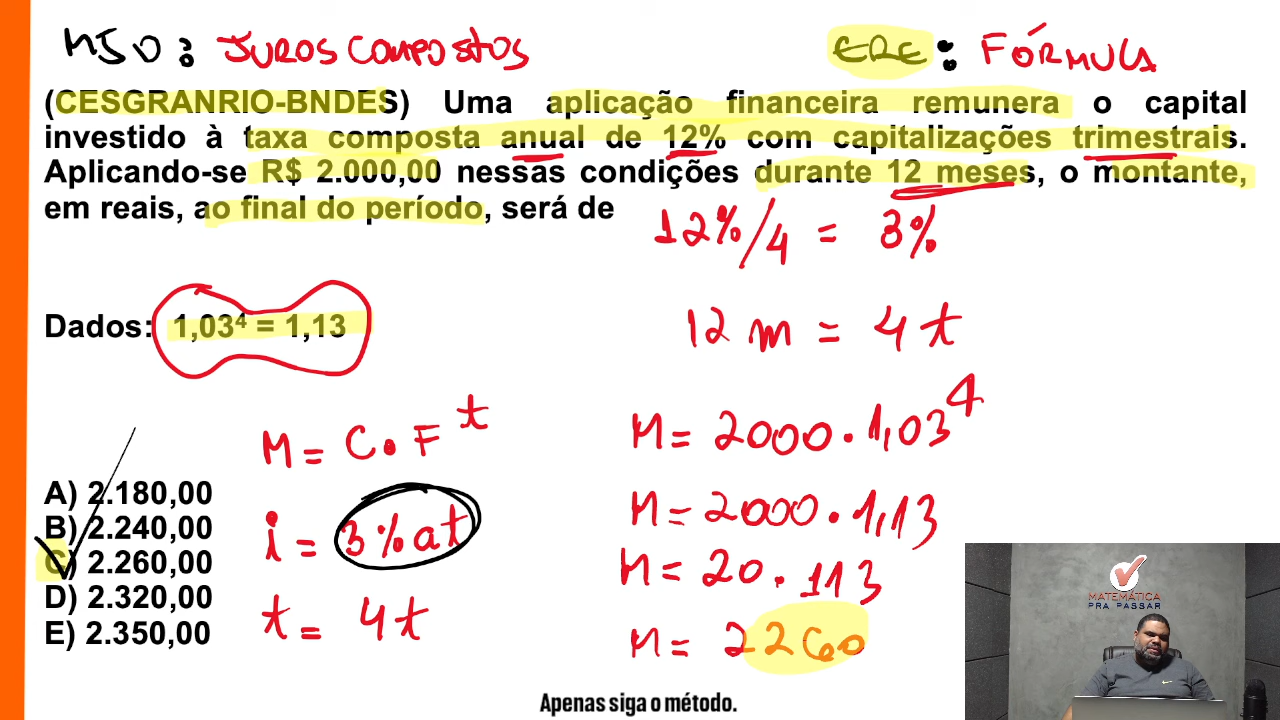 MJD: JUROS COMPOSTOS
ERE: FÓRMULA
(CESGRANRIO-BNDES) Uma aplicação financeira remunera o capital
investido à taxa composta anual de 12% com capitalizações trimestrais.
Aplicando-se R$ 2.000,00 nessas condições durante 12 meses, o montante,
em reais, ao final do período, será de
12%/4 = 3%
Dados: 1,03⁴ = 1,13
12 m = 4 t
M = C . F^t
M = 2000 . 1,03⁴
A) 2.180,00
B) 2.240,00
C) 2.260,00
D) 2.320,00
E) 2.350,00
i = 3% at
t = 4t
M = 2000 . 1,13
M = 20 . 113
M = 2260
MATEMÁTICA
PRA PASSAR
Apenas siga o método.